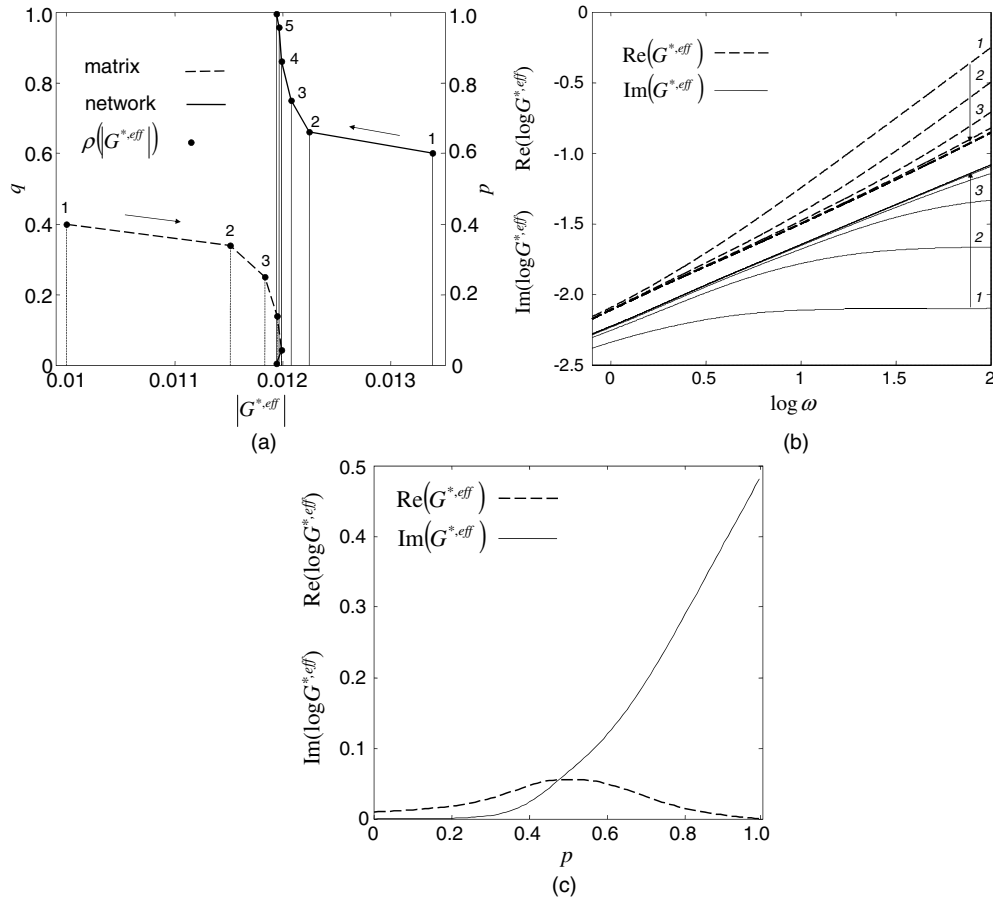 1.0
0.8
0.6
0.4
0.2
0
q
matrix
network
ρ(|G*,eff|)
1
2
3
5
4
3
2
1
1.0
0.8
0.6
0.4
0.2
0
p
0.01
0.011
0.012
0.013
|G*,eff|
(a)
-0
-0.5
-1.0
-1.5
-2.0
-2.5
Re(logG*,eff)
Im(logG*,eff)
Re(G*,eff)
Im(G*,eff)
1
2
3
3
2
1
0
0.5
1
1.5
2
log ω
(b)
0.5
0.4
0.3
0.2
0.1
0
Re(logG*,eff)
Im(logG*,eff)
Re(G*,eff)
Im(G*,eff)
0
0.2
0.4
0.6
0.8
1.0
p
(c)